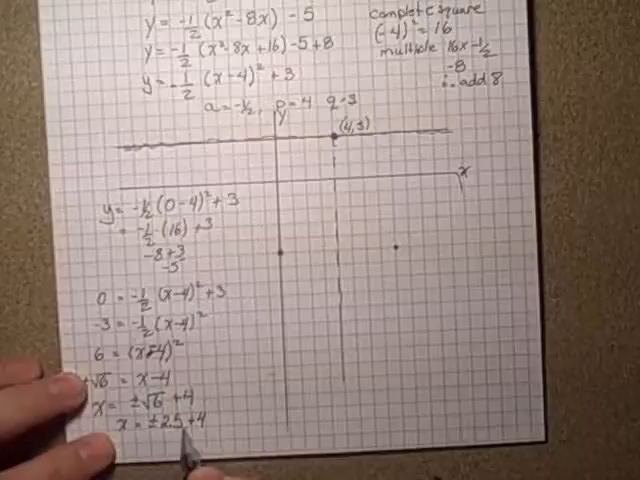 y = -1/2 (x² - 8x) - 5
y = -1/2 (x² - 8x + 16) - 5 + 8
y = -1/2 (x - 4)² + 3
a = -1/2, p = 4 q = 3
complete square
(-4)² = 16
multiple 16 x -1/2
-8
∴ add 8
y
(4,3)
x
y = -1/2 (0 - 4)² + 3
= -1/2 · (16) + 3
-8 + 3
-5
0 = -1/2 (x - 4)² + 3
-3 = -1/2 (x - 4)²
6 = (x - 4)²
±√6 = x - 4
x = ±√6 + 4
x = ±2.5 + 4